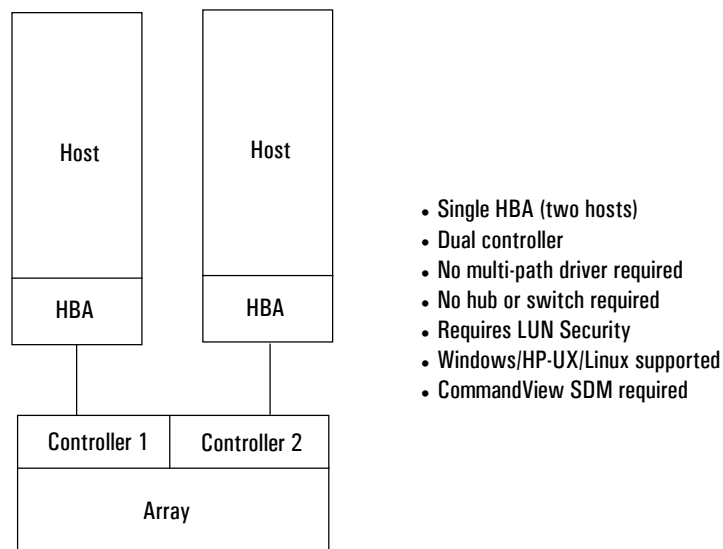 Host
Host
HBA
HBA
Controller 1
Controller 2
Array
• Single HBA (two hosts)
• Dual controller
• No multi-path driver required
• No hub or switch required
• Requires LUN Security
• Windows/HP-UX/Linux supported
• CommandView SDM required